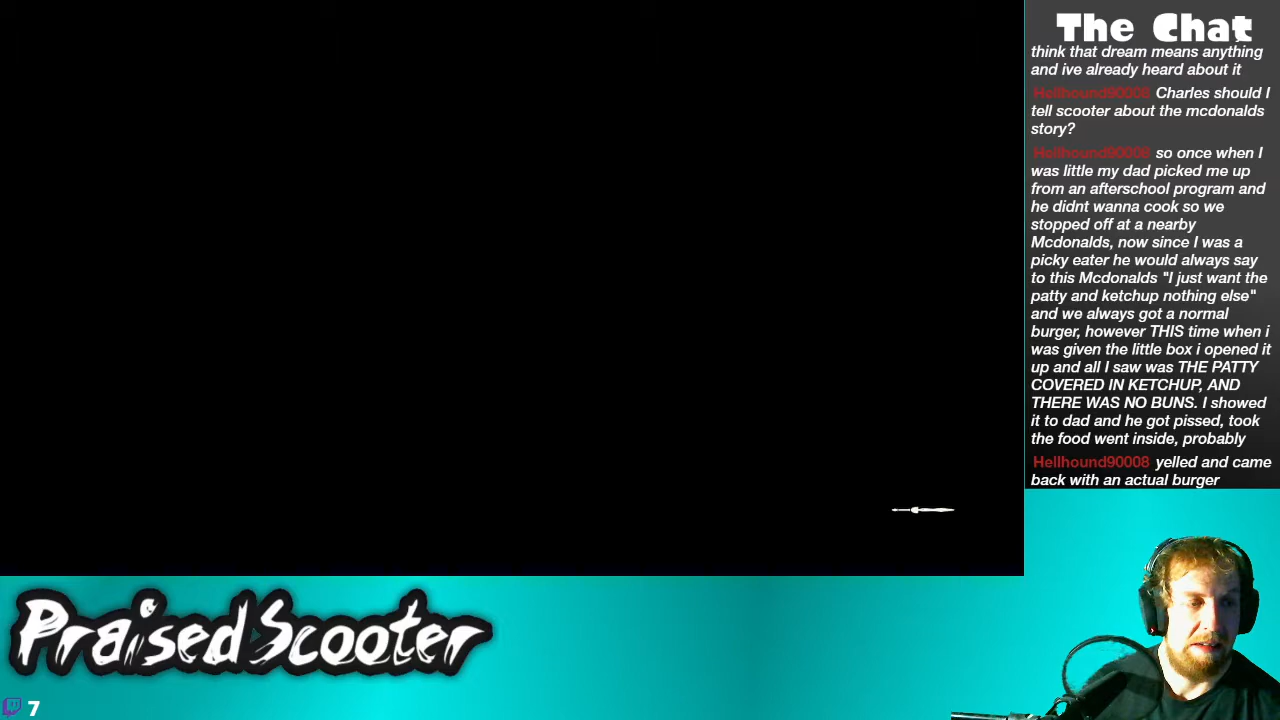 The Chat
think that dream means anything
and ive already heard about it
Hellhound90008 Charles should I
tell scooter about the mcdonalds
story?
Hellhound90008 so once when I
was little my dad picked me up
from an afterschool program and
he didnt wanna cook so we
stopped off at a nearby
Mcdonalds, now since I was a
picky eater he would always say
to this Mcdonalds "I just want the
patty and ketchup nothing else"
and we always got a normal
burger, however THIS time when i
was given the little box i opened it
up and all I saw was THE PATTY
COVERED IN KETCHUP, AND
THERE WAS NO BUNS. I showed
it to dad and he got pissed, took
the food went inside, probably
Hellhound90008 yelled and came
back with an actual burger
PraisedScooter
7